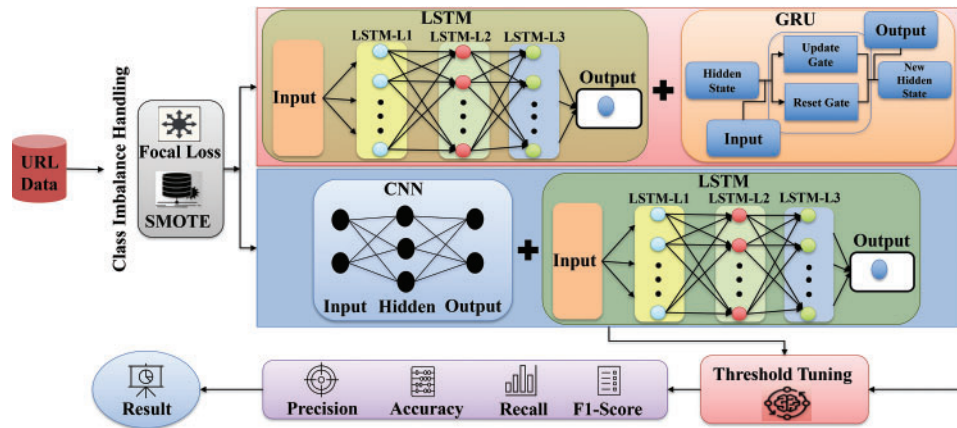 URL
Data
Class Imbalance Handling
Focal Loss
SMOTE
LSTM
LSTM-L1
LSTM-L2
LSTM-L3
Input
Output
GRU
Output
Update
Gate
Hidden
State
New
Hidden
State
Reset Gate
Input
CNN
Input
Hidden
Output
LSTM
LSTM-L1
LSTM-L2
LSTM-L3
Input
Output
Threshold Tuning
Precision
Accuracy
Recall
F1-Score
Result